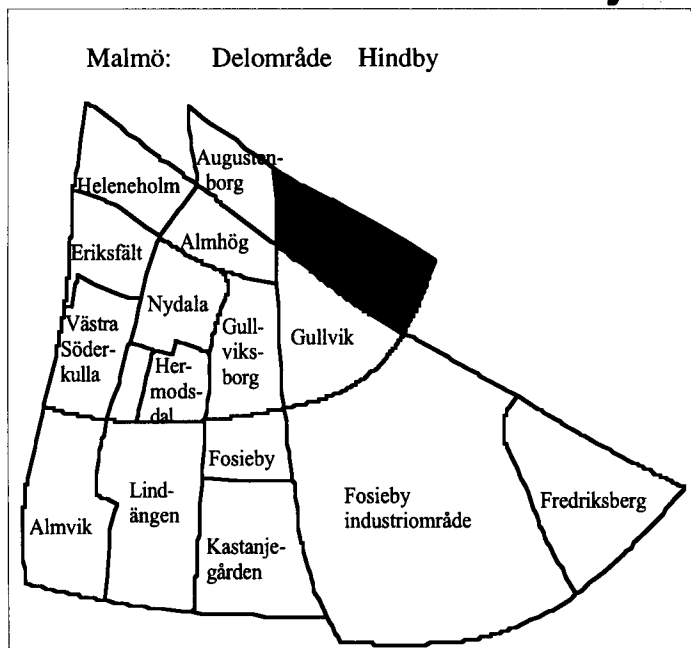 Malmö: Delområde Hindby
Augusten-
borg
Heleneholm
Almhög
Eriksfält
Nydala
Västra
Söder-
kulla
Gull-
viks-
borg
Gullvik
Her-
mods-
dal
Fosieby
Lind-
ängen
Almvik
Kastanje-
gården
Fosieby
industriområde
Fredriksberg